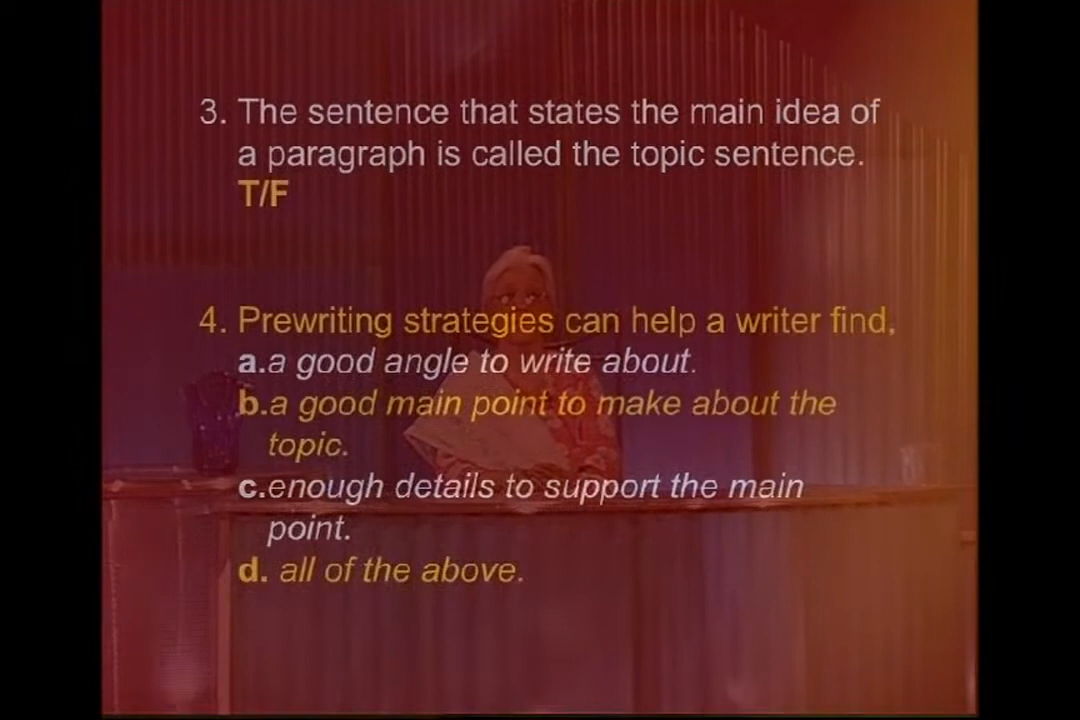 3. The sentence that states the main idea of
a paragraph is called the topic sentence.
T/F
4. Prewriting strategies can help a writer find,
a.a good angle to write about.
b.a good main point to make about the
topic.
c.enough details to support the main
point.
d. all of the above.